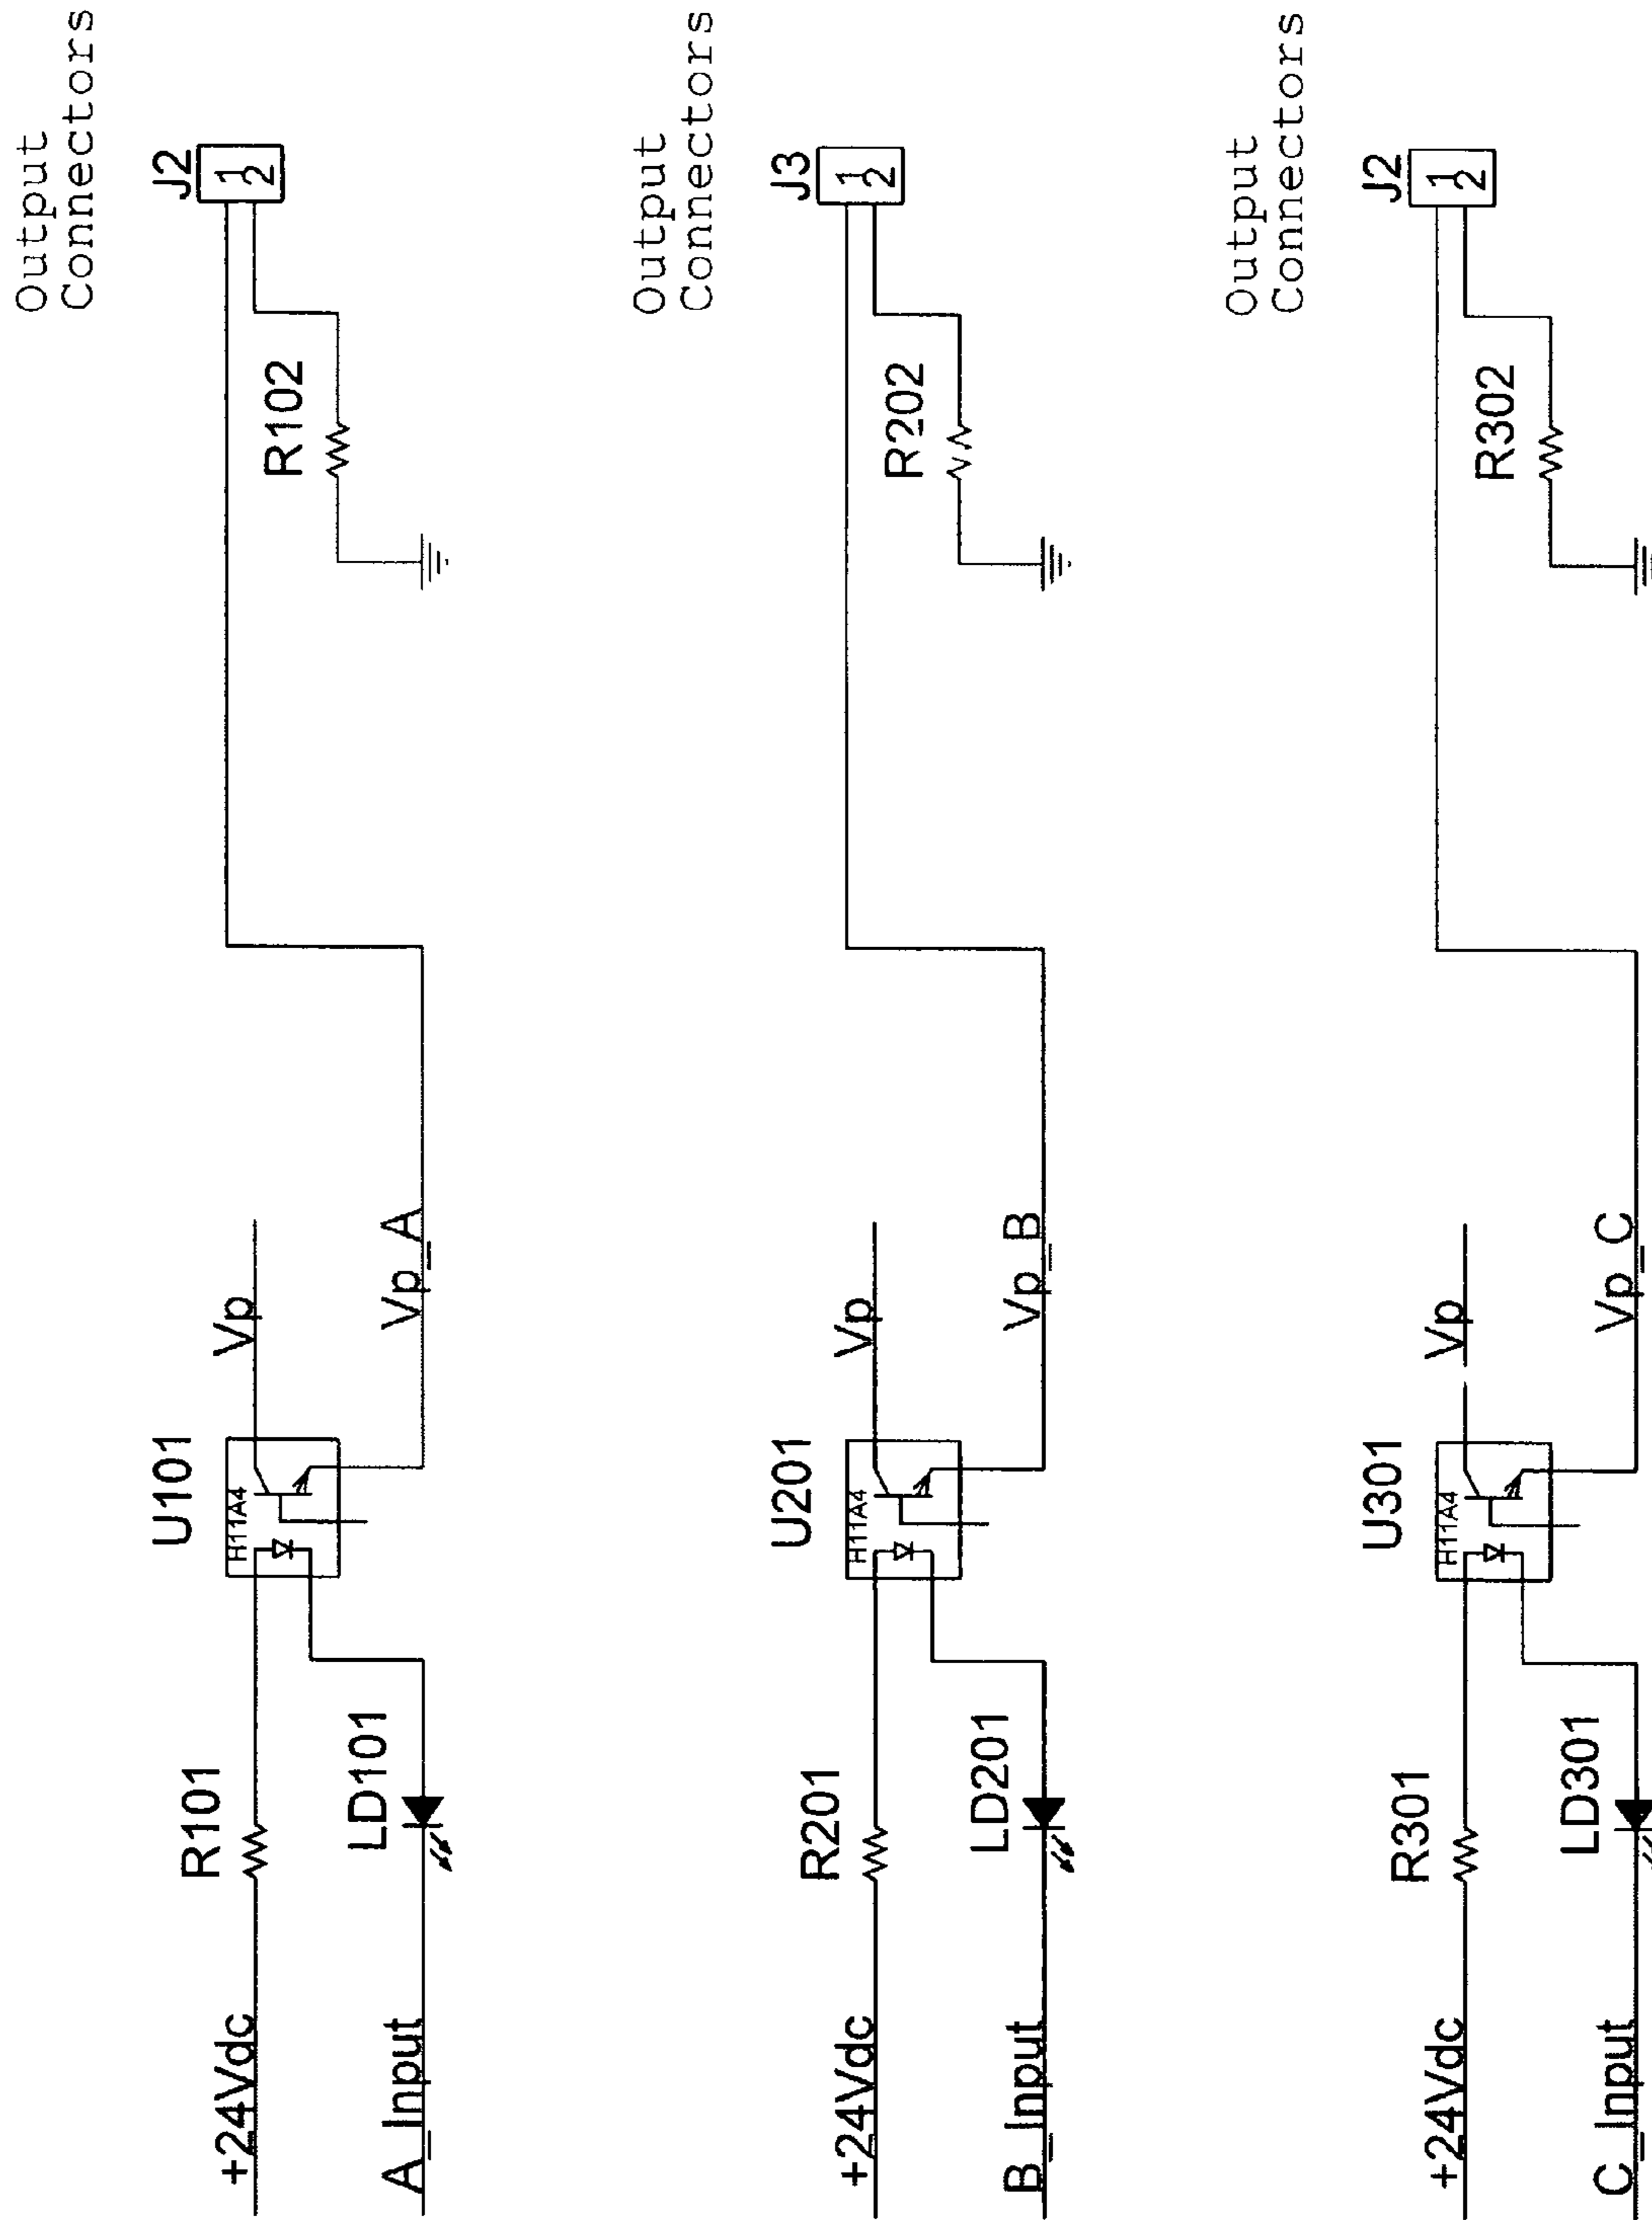 Output
Connectors
J2
1
2
R102
U101
H11A4
Vp
Vp_A
R101
LD101
+24Vdc
A_Input
Output
Connectors
J3
1
2
R202
U201
H11A4
Vp
Vp_B
R201
LD201
+24Vdc
B_Input
Output
Connectors
J2
1
2
R302
U301
H11A4
Vp
Vp_C
R301
LD301
+24Vdc
C_Input